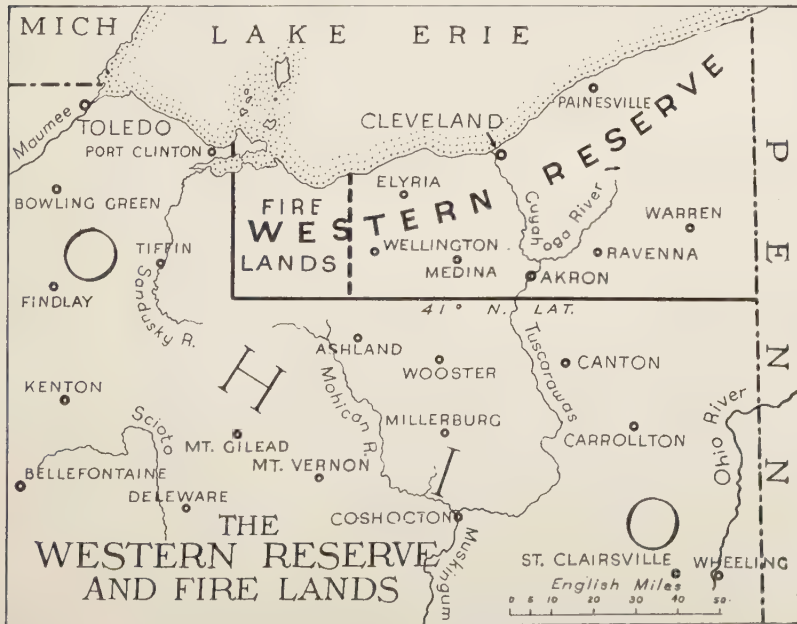 MICH
LAKE ERIE
PAINESVILLE
CLEVELAND
Maumee
TOLEDO
PORT CLINTON
ELYRIA
WESTERN RESERVE
FIRE
LANDS
Cuyahoga River
PENN
BOWLING GREEN
WARREN
WELLINGTON
RAVENNA
MEDINA
TIFFIN
AKRON
O
FINDLAY
Sandusky R.
41° N. LAT.
ASHLAND
WOOSTER
Tuscarawas
CANTON
H
KENTON
Mohican R.
Scioto
MILLERBURG
MT. GILEAD
CARROLLTON
Ohio River
MT. VERNON
I
BELLEFONTAINE
DELEWARE
COSHOCTON
O
THE
WESTERN RESERVE
AND FIRE LANDS
Muskingum
ST. CLAIRSVILLE
WHEELING
English Miles
0 5 10 20 30 40 50